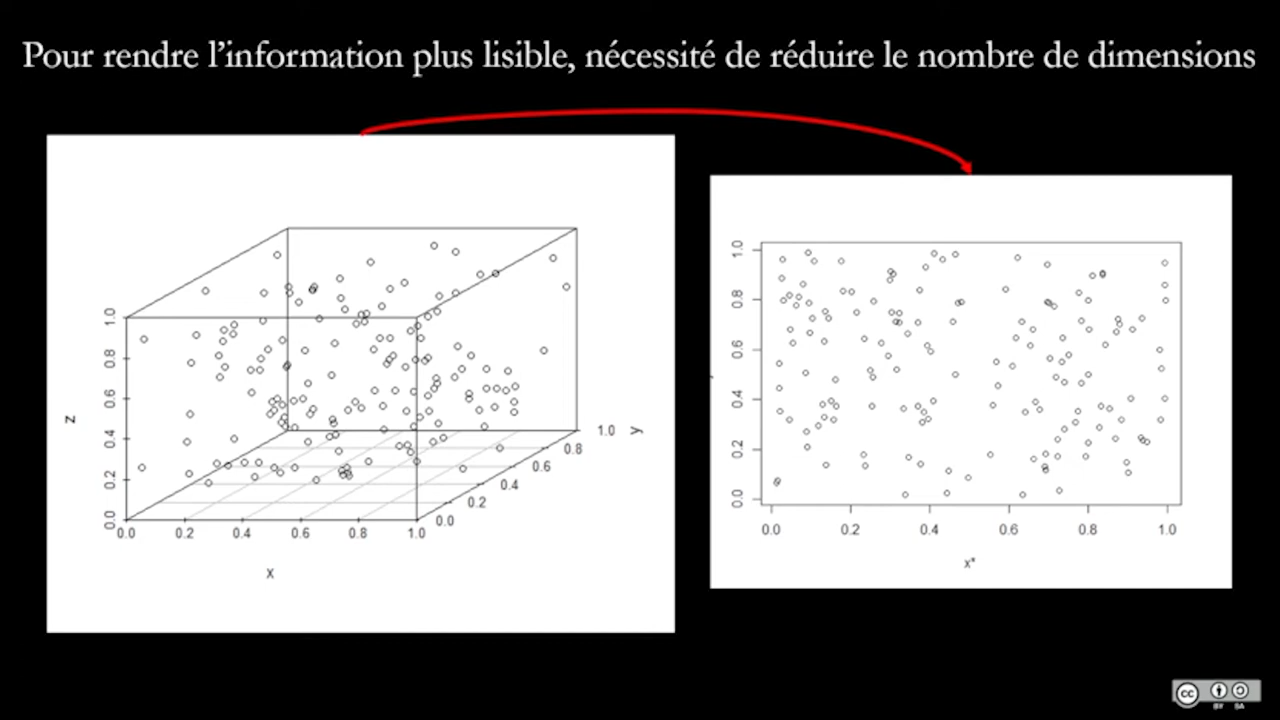 Pour rendre l'information plus lisible, nécessité de réduire le nombre de dimensions
1.0
0.8
0.6
0.4
0.2
0.0
z
0.0 0.2 0.4 0.6 0.8 1.0
x
0.0
0.2
0.4
0.6
0.8
1.0
y
1.0
0.8
0.6
0.4
0.2
0.0
0.0 0.2 0.4 0.6 0.8 1.0
x*
cc
BY SA